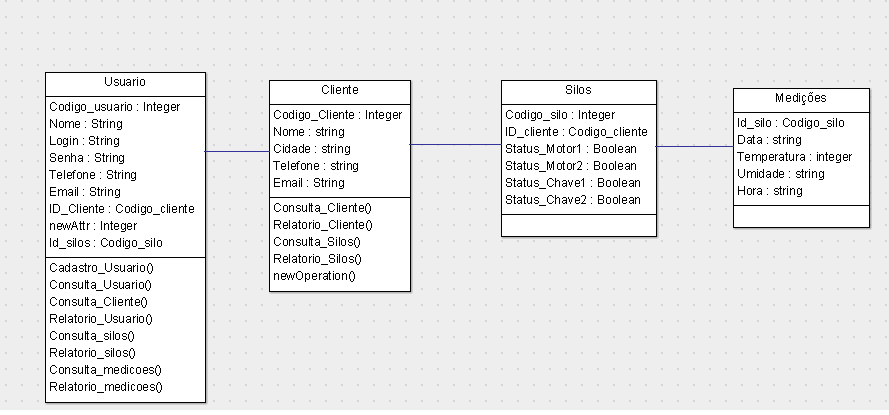 Usuario
Codigo_usuario : Integer
Nome : String
Login : String
Senha : String
Telefone : String
Email : String
ID_Cliente : Codigo_cliente
newAttr : Integer
Id_silos : Codigo_silo
Cadastro_Usuario()
Consulta_Usuario()
Consulta_Cliente()
Relatorio_Usuario()
Consulta_silos()
Relatorio_silos()
Consulta_medicoes()
Relatorio_medicoes()
Cliente
Codigo_Cliente : Integer
Nome : string
Cidade : string
Telefone : string
Email : String
Consulta_Cliente()
Relatorio_Cliente()
Consulta_Silos()
Relatorio_Silos()
newOperation()
Silos
Codigo_silo : Integer
ID_cliente : Codigo_cliente
Status_Motor1 : Boolean
Status_Motor2 : Boolean
Status_Chave1 : Boolean
Status_Chave2 : Boolean
Medições
Id_silo : Codigo_silo
Data : string
Temperatura : integer
Umidade : string
Hora : string